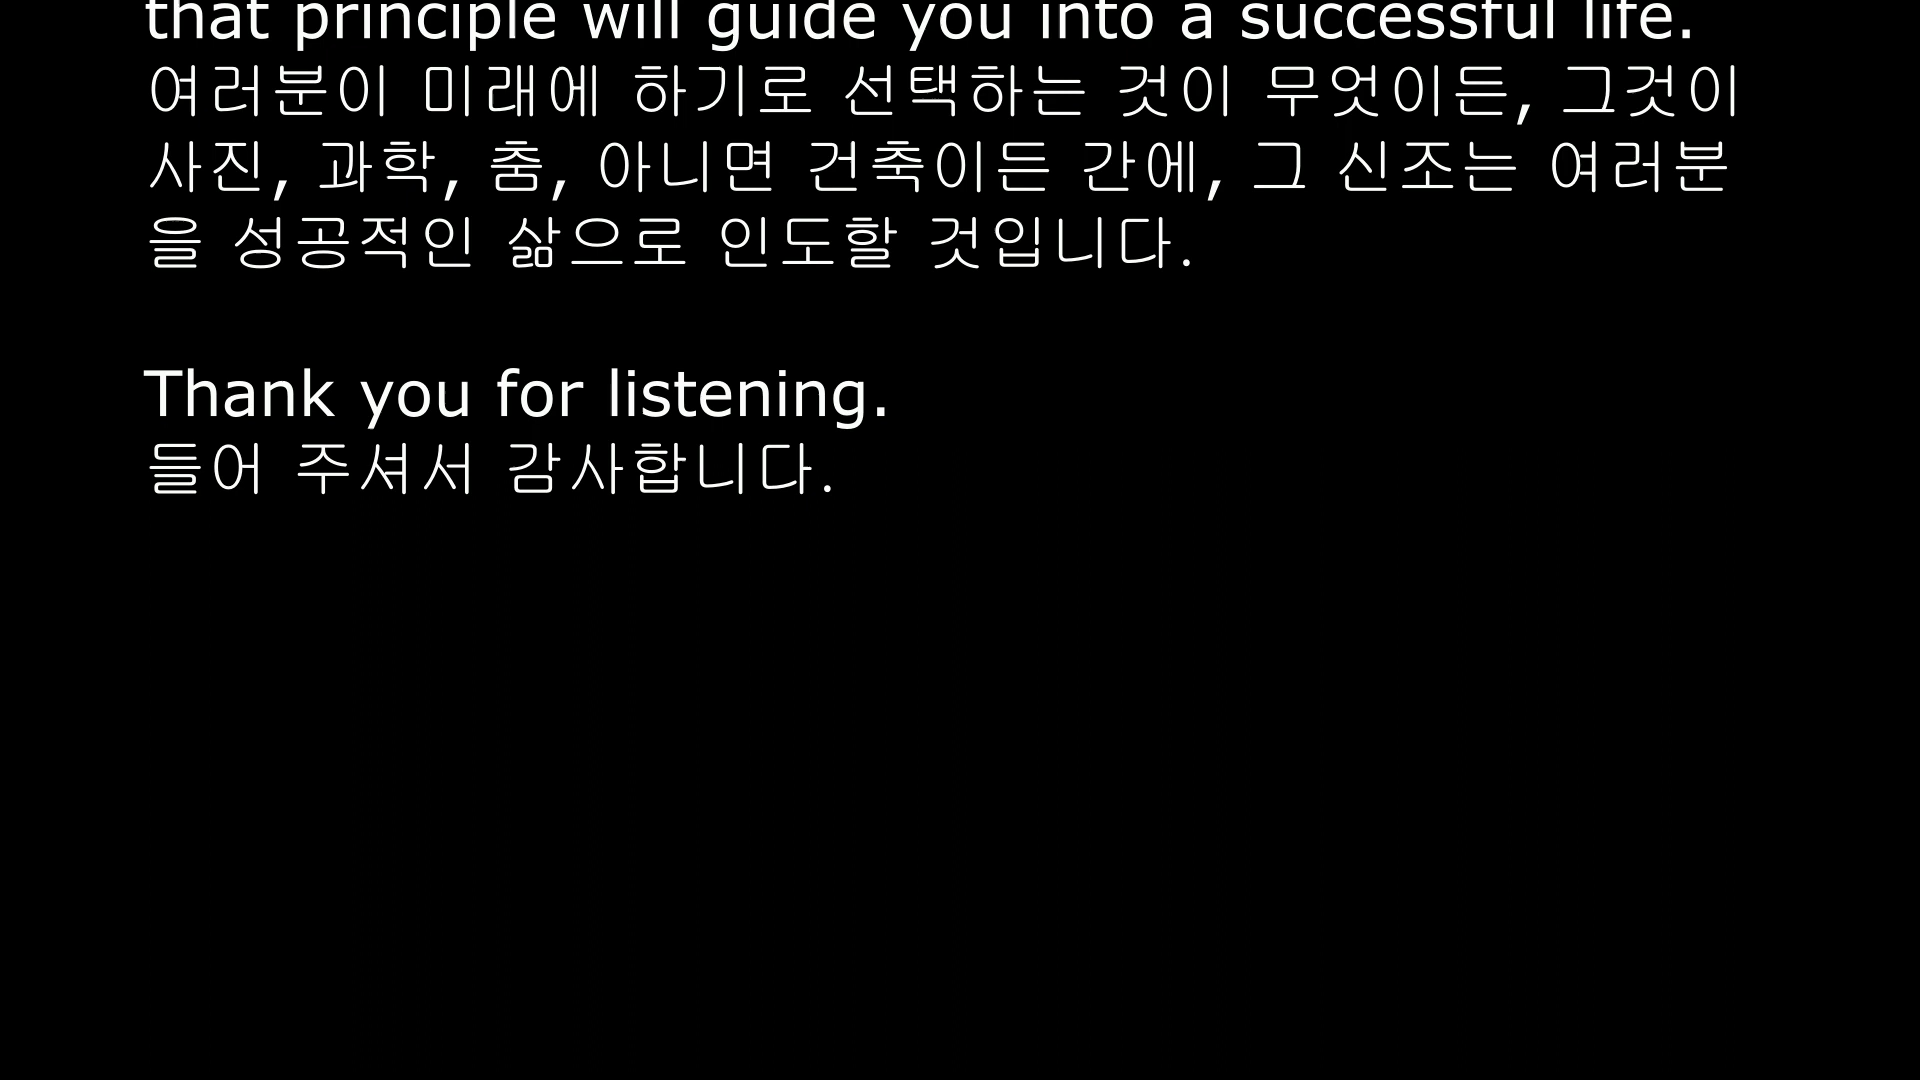 that principle will guide you into a successful life.
여러분이 미래에 하기로 선택하는 것이 무엇이든, 그것이
사진, 과학, 춤, 아니면 건축이든 간에, 그 신조는 여러분
을 성공적인 삶으로 인도할 것입니다.
Thank you for listening.
들어 주셔서 감사합니다.